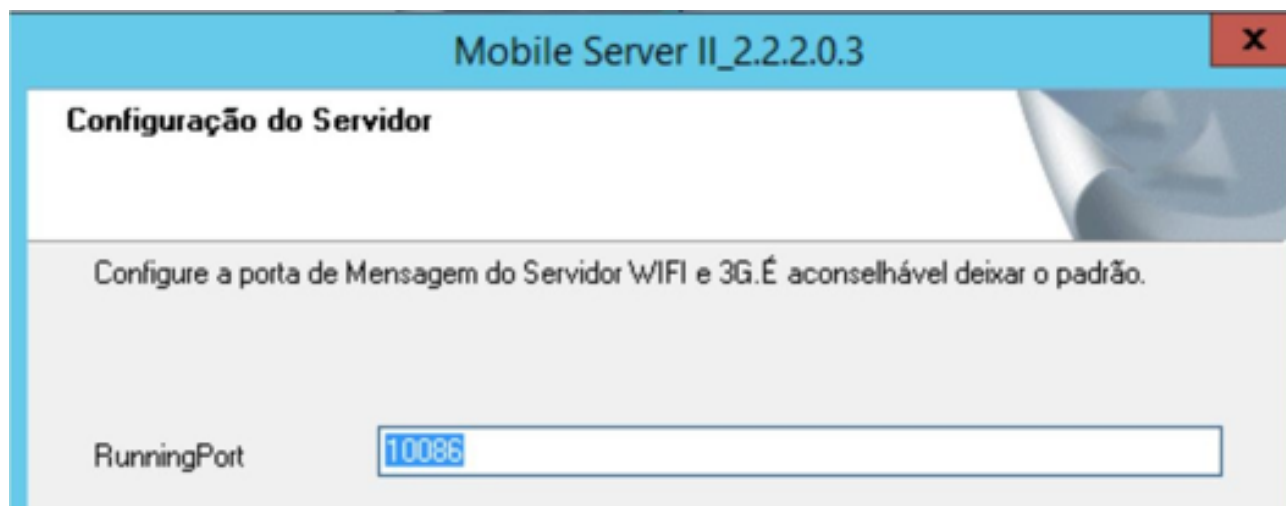 Mobile Server II_2.2.2.0.3
x
Configuração do Servidor
Configure a porta de Mensagem do Servidor WIFI e 3G.É aconselhável deixar o padrão.
RunningPort 10086